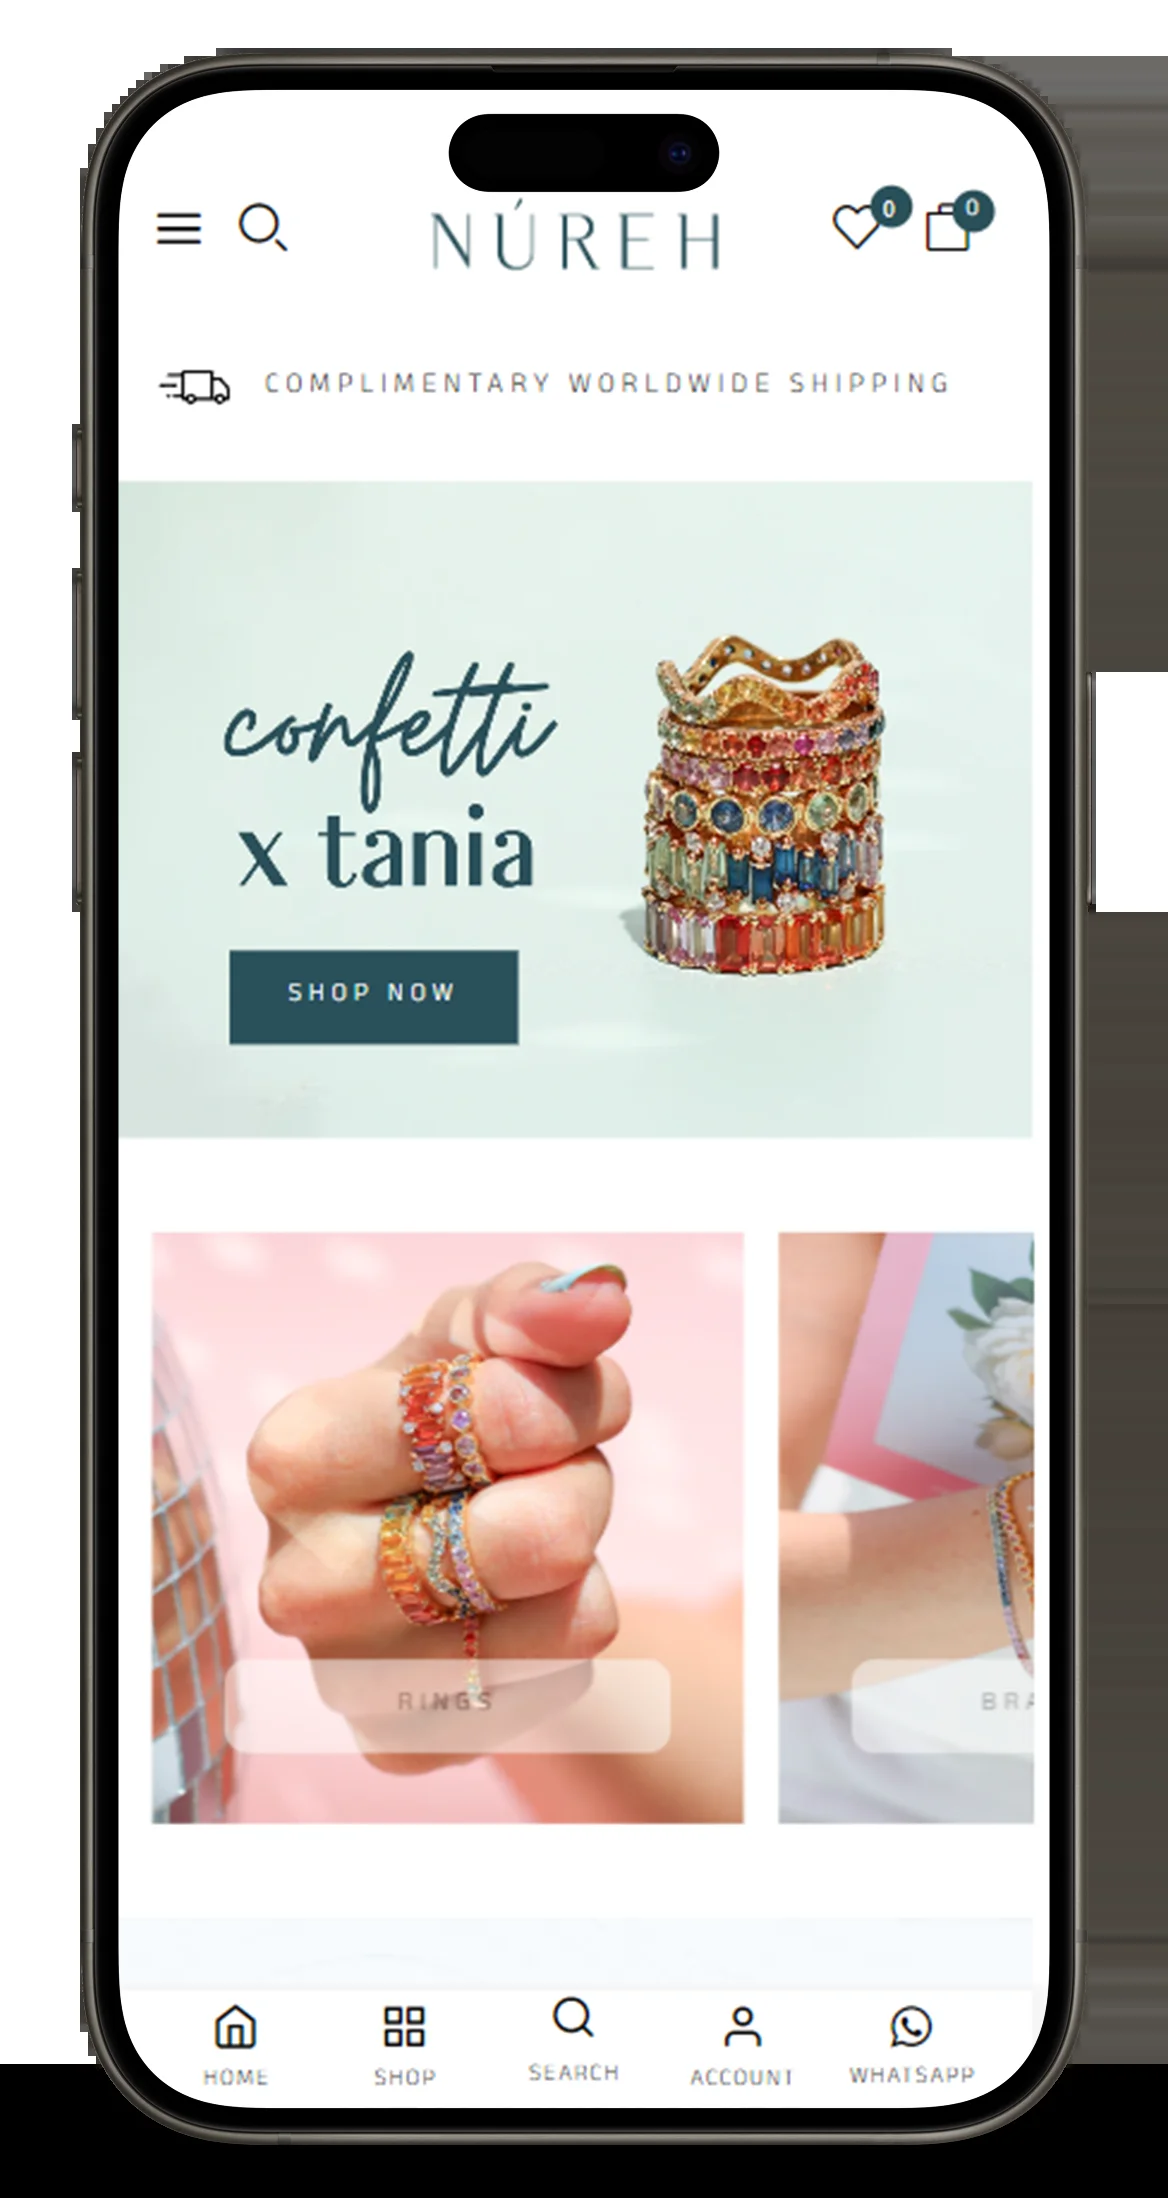 NÚREH
0
0
COMPLIMENTARY WORLDWIDE SHIPPING
confetti
x tania
SHOP NOW
RINGS
BRA
HOME
SHOP
SEARCH
ACCOUNT
WHATSAPP